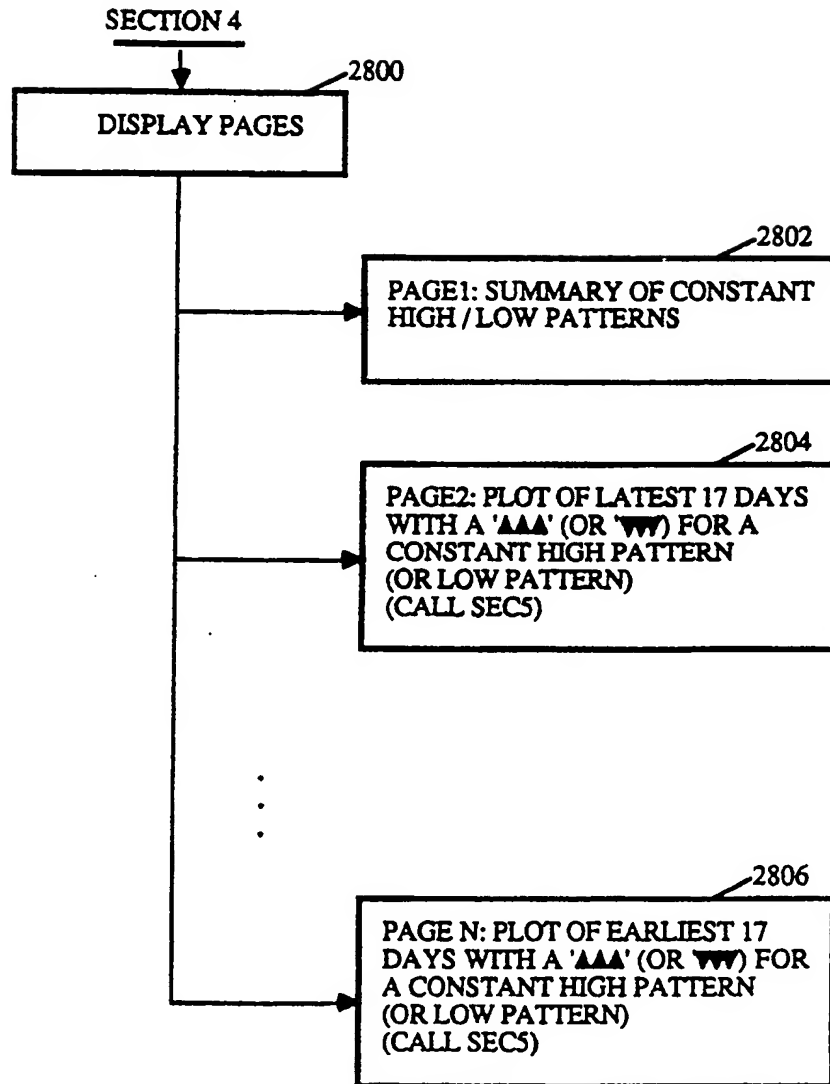 SECTION 4
2800
DISPLAY PAGES
2802
PAGE1: SUMMARY OF CONSTANT
HIGH / LOW PATTERNS
2804
PAGE2: PLOT OF LATEST 17 DAYS
WITH A '▲▲▲' (OR '▼▼▼') FOR A
CONSTANT HIGH PATTERN
(OR LOW PATTERN)
(CALL SEC5)
2806
PAGE N: PLOT OF EARLIEST 17
DAYS WITH A '▲▲▲' (OR '▼▼▼') FOR
A CONSTANT HIGH PATTERN
(OR LOW PATTERN)
(CALL SEC5)